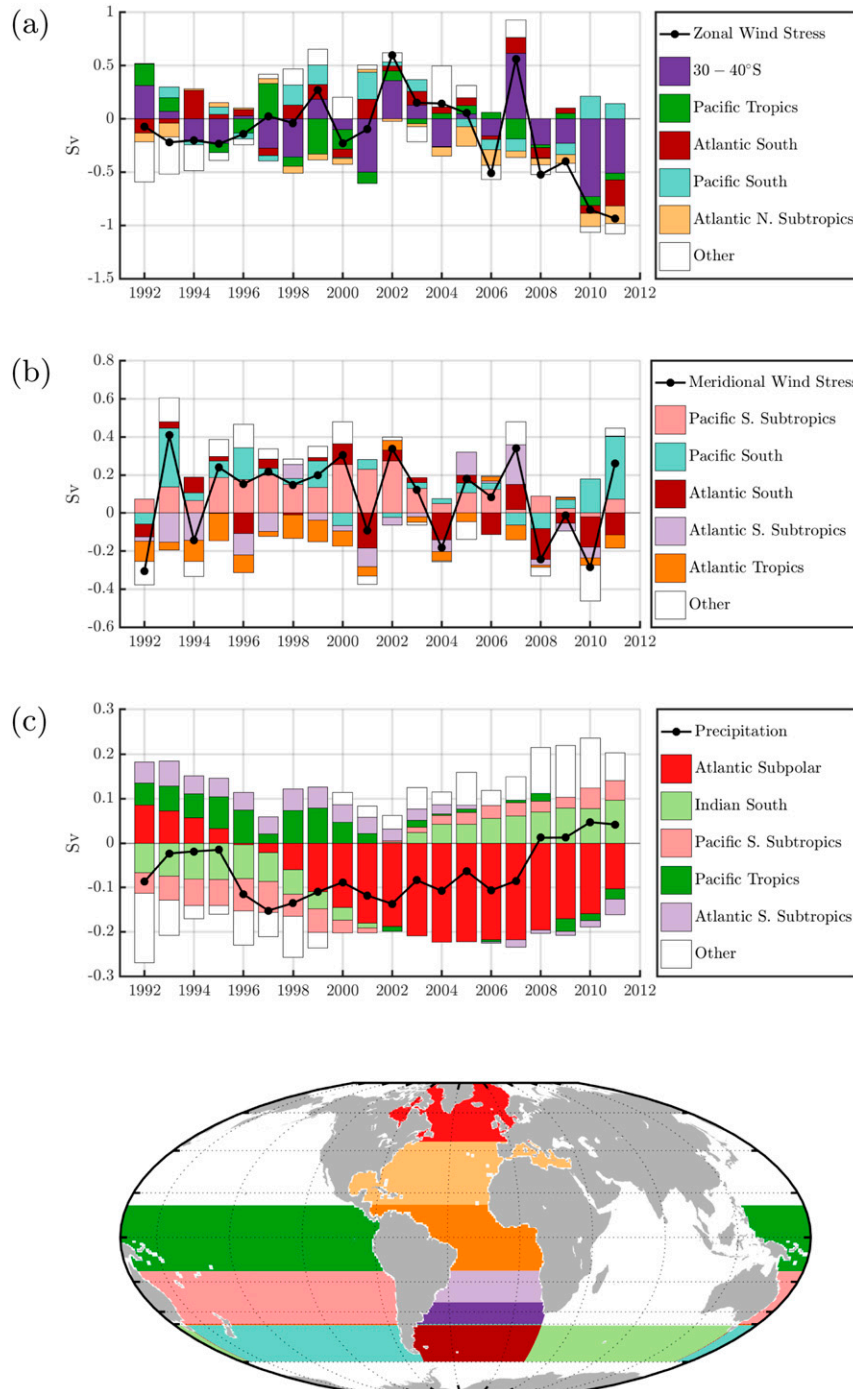 (a)
1
0.5
0
-0.5
-1
-1.5
Sv
1992 1994 1996 1998 2000 2002 2004 2006 2008 2010 2012
Zonal Wind Stress
30 − 40°S
Pacific Tropics
Atlantic South
Pacific South
Atlantic N. Subtropics
Other
(b)
0.8
0.6
0.4
0.2
0
-0.2
-0.4
-0.6
Sv
1992 1994 1996 1998 2000 2002 2004 2006 2008 2010 2012
Meridional Wind Stress
Pacific S. Subtropics
Pacific South
Atlantic South
Atlantic S. Subtropics
Atlantic Tropics
Other
(c)
0.3
0.2
0.1
0
-0.1
-0.2
-0.3
Sv
1992 1994 1996 1998 2000 2002 2004 2006 2008 2010 2012
Precipitation
Atlantic Subpolar
Indian South
Pacific S. Subtropics
Pacific Tropics
Atlantic S. Subtropics
Other